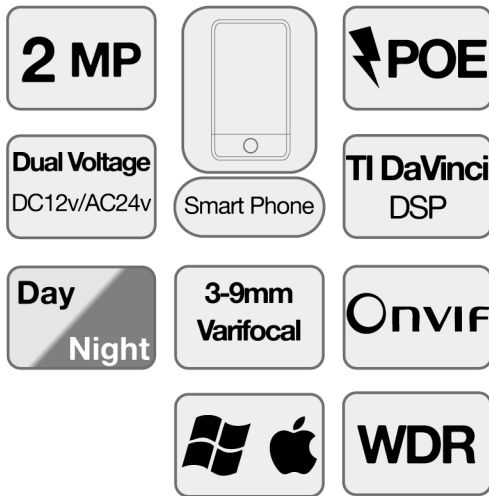 2 MP
POE
Dual Voltage
DC12v/AC24v
Smart Phone
TI DaVinci
DSP
Day
Night
3-9mm
Varifocal
ONVIF
WDR